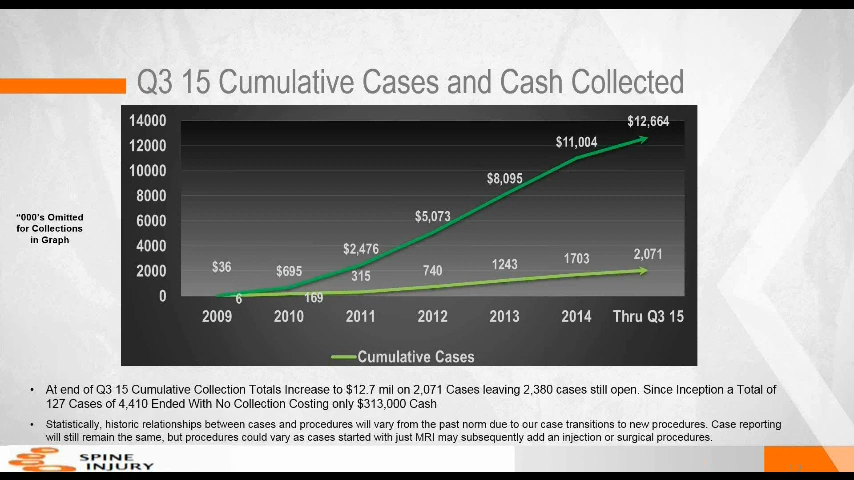 Q3 15 Cumulative Cases and Cash Collected
14000
12000
10000
8000
6000
4000
2000
0
$12,664
$11,004
$8,095
$5,073
$2,476
$695
$36
6
169
315
740
1243
1703
2,071
2009 2010 2011 2012 2013 2014 Thru Q3 15
Cumulative Cases
"000's Omitted
for Collections
in Graph
• At end of Q3 15 Cumulative Collection Totals Increase to $12.7 mil on 2,071 Cases leaving 2,380 cases still open. Since Inception a Total of
127 Cases of 4,410 Ended With No Collection Costing only $313,000 Cash
• Statistically, historic relationships between cases and procedures will vary from the past norm due to our case transitions to new procedures. Case reporting
will still remain the same, but procedures could vary as cases started with just MRI may subsequently add an injection or surgical procedures.
SPINE
INJURY